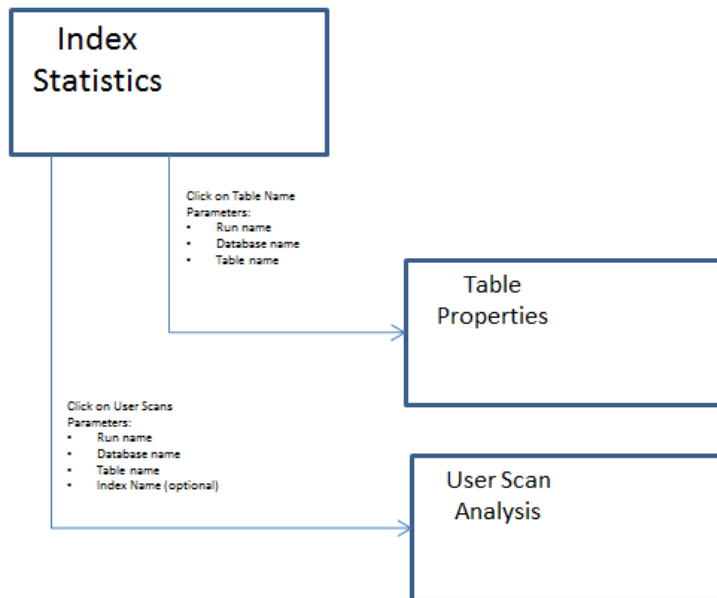 Index
Statistics
Click on Table Name
Parameters:
• Run name
• Database name
• Table name
Table
Properties
Click on User Scans
Parameters:
• Run name
• Database name
• Table name
• Index Name (optional)
User Scan
Analysis